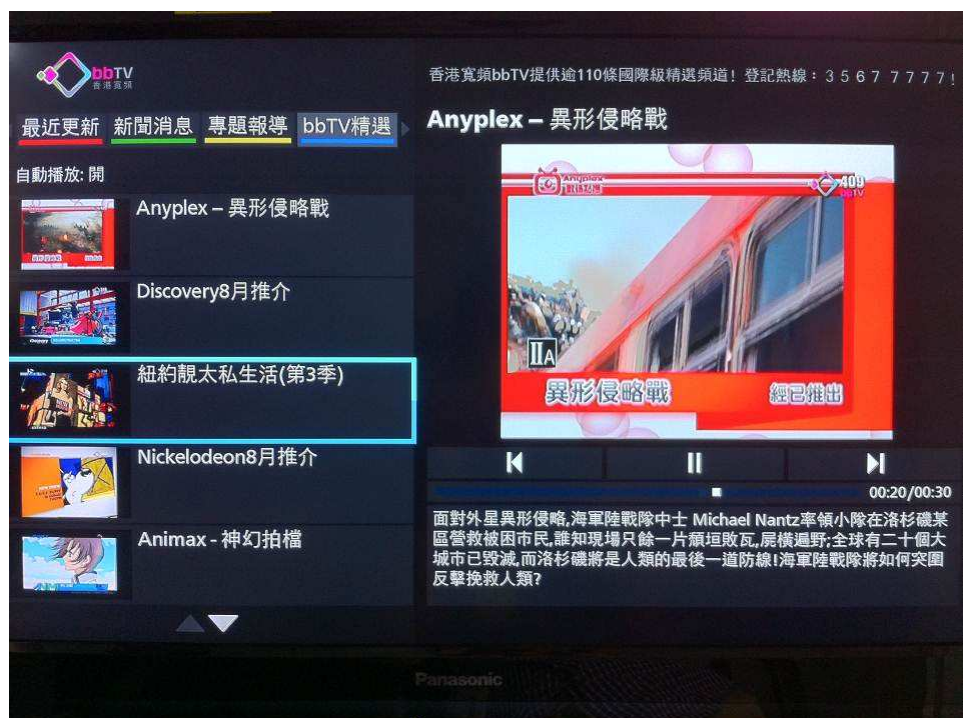 bbTV
香港寬頻
香港寬頻bbTV提供逾110條國際級精選頻道! 登記熱線:3 5 6 7 7 7 7 7!
最近更新 新聞消息 專題報導 bbTV精選
Anyplex – 異形侵略戰
自動播放: 開
Anyplex – 異形侵略戰
Discovery8月推介
紐約靚太私生活(第3季)
Nickelodeon8月推介
Animax - 神幻拍檔
Anyplex
409
bbTV
IIA
異形侵略戰 經已推出
00:20/00:30
面對外星異形侵略,海軍陸戰隊中士 Michael Nantz率領小隊在洛杉磯某
區營救被困市民,誰知現場只餘一片頹垣敗瓦,屍橫遍野;全球有二十個大
城市已毀滅,而洛杉磯將是人類的最後一道防線!海軍陸戰隊將如何突圍
反擊挽救人類?
Panasonic